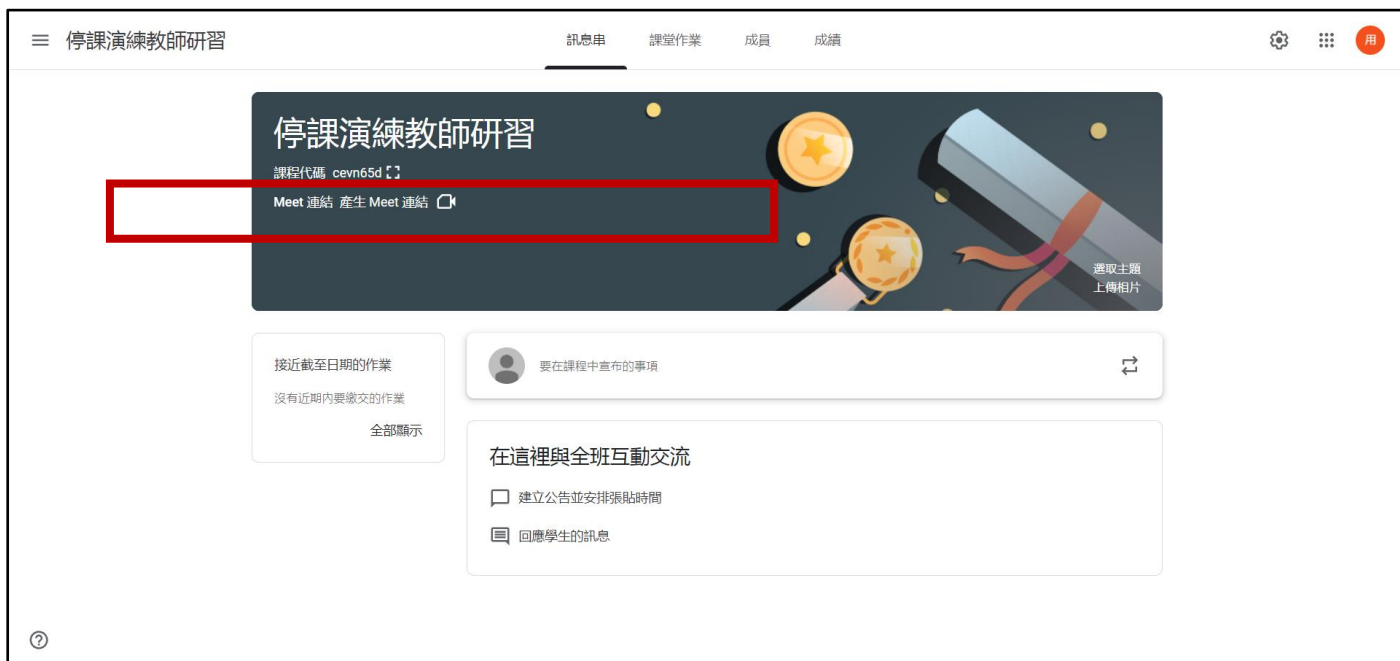 停課演練教師研習
訊息串 課堂作業 成員 成績
用
停課演練教師研習
課程代碼 cevn65d
Meet 連結 產生 Meet 連結
選取主題
上傳相片
接近截至日期的作業
沒有近期內要繳交的作業
全部顯示
要在課程中宣布的事項
在這裡與全班互動交流
建立公告並安排張貼時間
回應學生的訊息